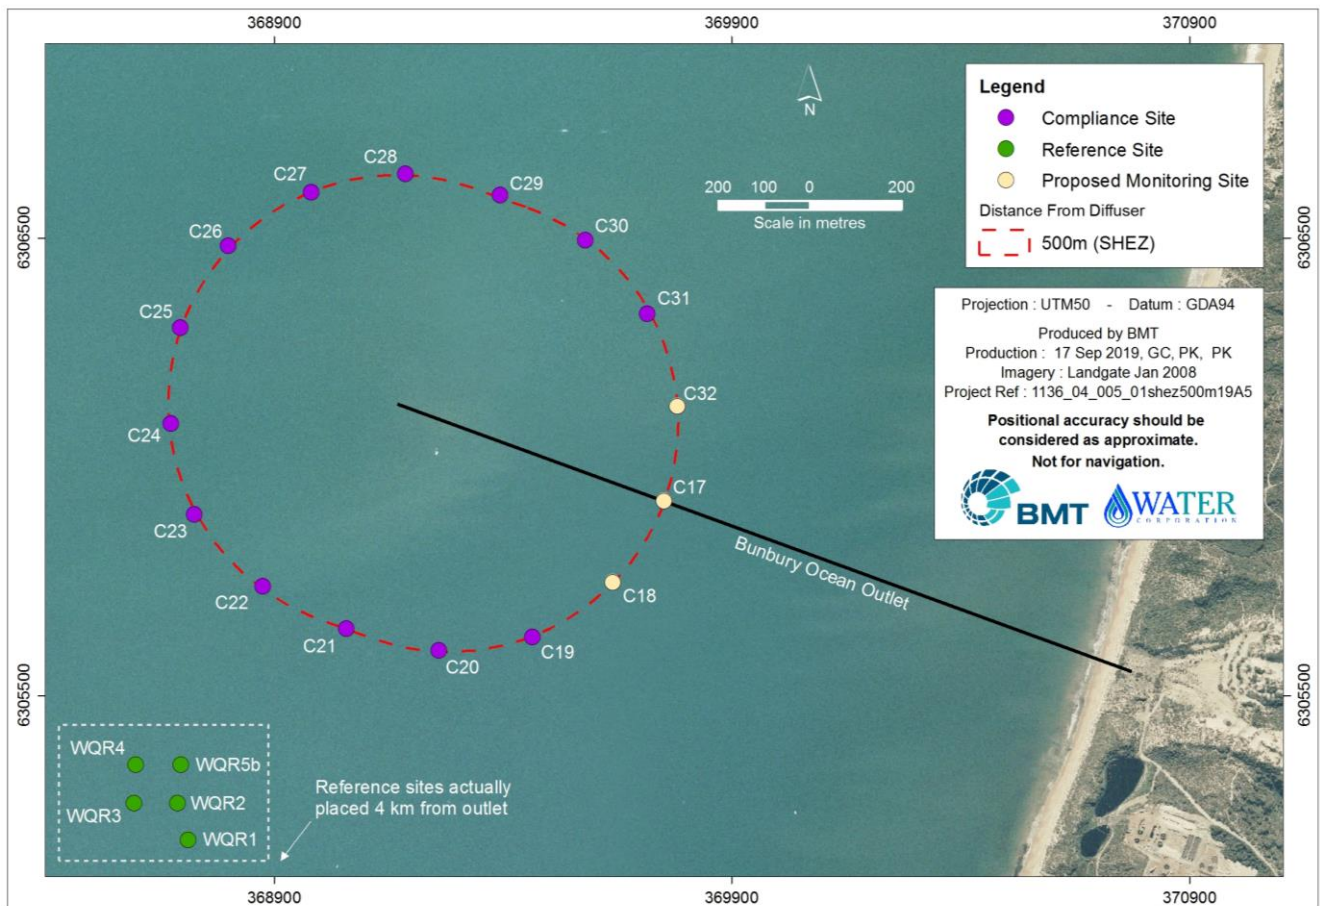 368900
369900
370900
6306500
6306500
6305500
6305500
N
200 100 0 200
Scale in metres
Legend
Compliance Site
Reference Site
Proposed Monitoring Site
Distance From Diffuser
500m (SHEZ)
Projection : UTM50 - Datum : GDA94
Produced by BMT
Production : 17 Sep 2019, GC, PK, PK
Imagery : Landgate Jan 2008
Project Ref : 1136_04_005_01shez500m19A5
Positional accuracy should be
considered as approximate.
Not for navigation.
BMT
WATER
CORPORATION
C28
C27
C29
C26
C30
C25
C31
C32
C24
C17
C23
C18
C22
C21
C19
C20
Bunbury Ocean Outlet
WQR4
WQR5b
WQR3
WQR2
WQR1
Reference sites actually
placed 4 km from outlet
368900
369900
370900